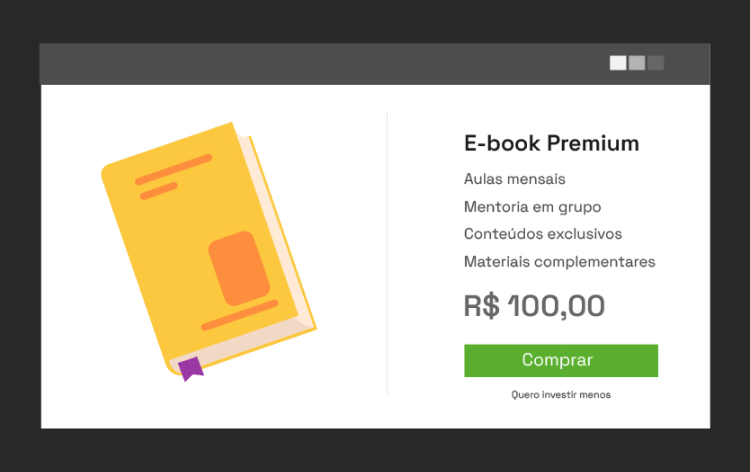 E-book Premium
Aulas mensais
Mentoria em grupo
Conteúdos exclusivos
Materiais complementares
R$ 100,00
Comprar
Quero investir menos